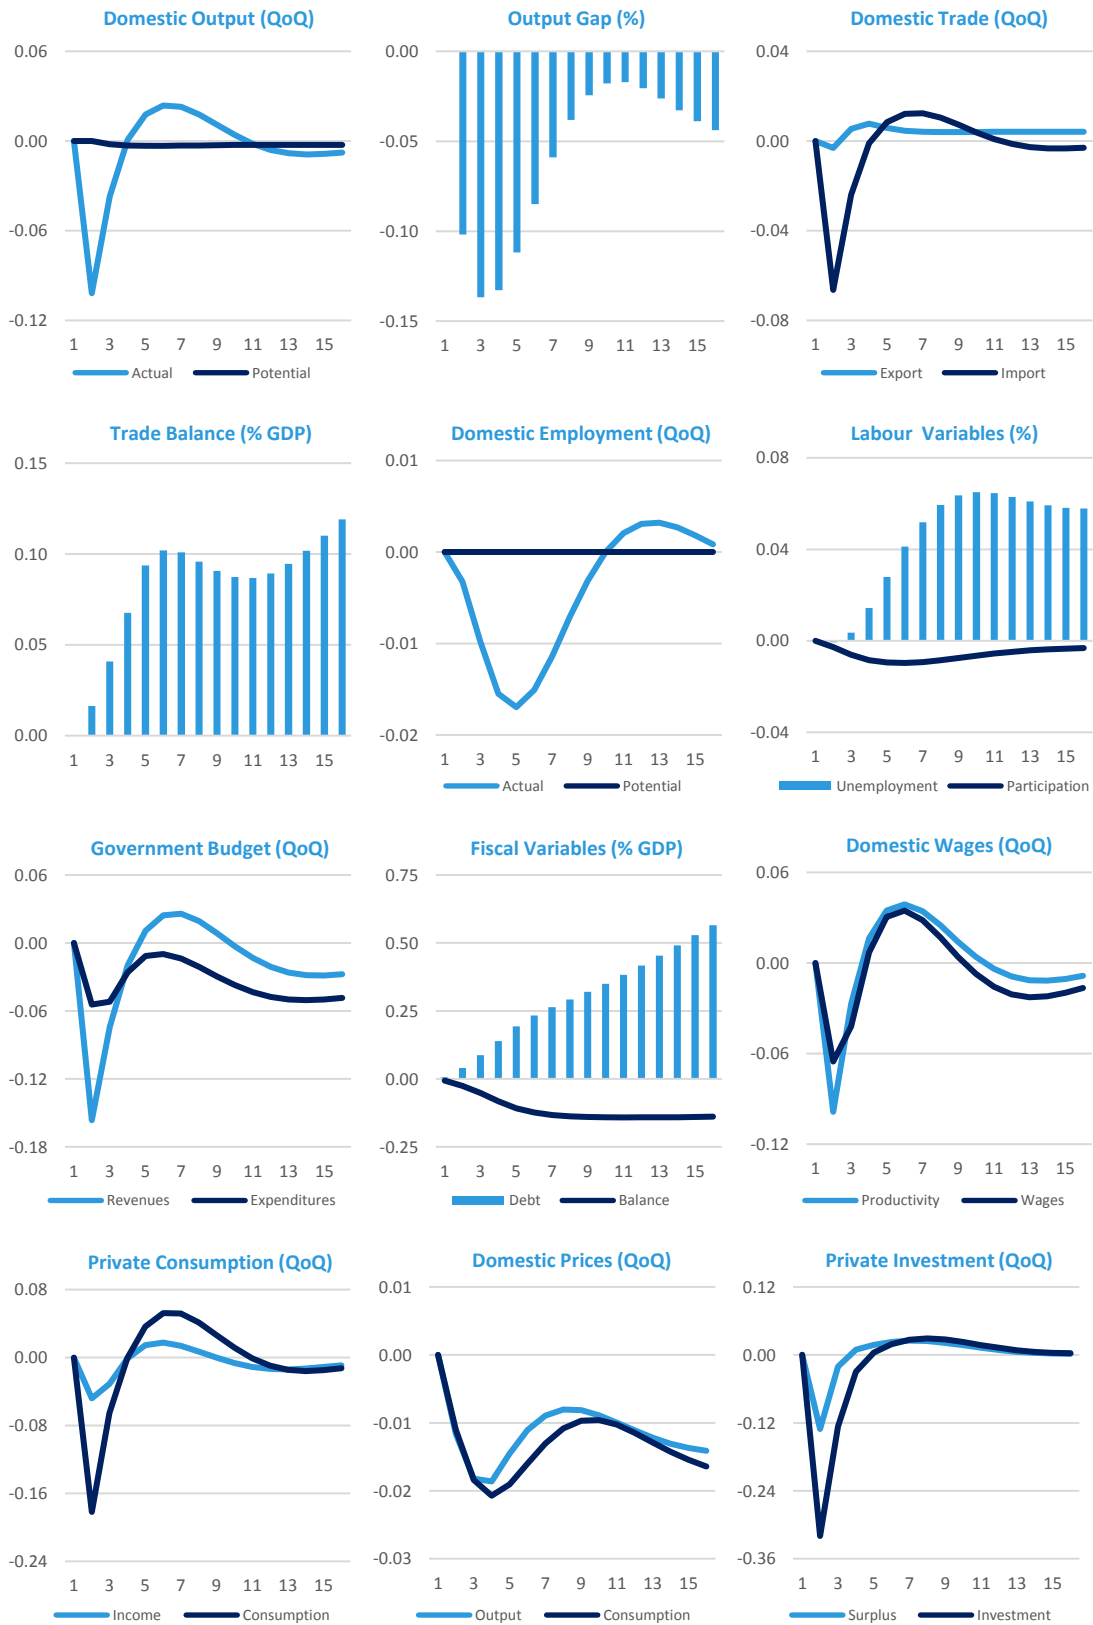 Domestic Output (QoQ)
0.06
0.00
-0.06
-0.12
1 3 5 7 9 11 13 15
Actual Potential
Output Gap (%)
0.00
-0.05
-0.10
-0.15
1 3 5 7 9 11 13 15
Domestic Trade (QoQ)
0.04
0.00
-0.04
-0.08
1 3 5 7 9 11 13 15
Export Import
Trade Balance (% GDP)
0.15
0.10
0.05
0.00
1 3 5 7 9 11 13 15
Domestic Employment (QoQ)
0.01
0.00
-0.01
-0.02
1 3 5 7 9 11 13 15
Actual Potential
Labour Variables (%)
0.08
0.04
0.00
-0.04
1 3 5 7 9 11 13 15
Unemployment Participation
Government Budget (QoQ)
0.06
0.00
-0.06
-0.12
-0.18
1 3 5 7 9 11 13 15
Revenues Expenditures
Fiscal Variables (% GDP)
0.75
0.50
0.25
0.00
-0.25
1 3 5 7 9 11 13 15
Debt Balance
Domestic Wages (QoQ)
0.06
0.00
-0.06
-0.12
1 3 5 7 9 11 13 15
Productivity Wages
Private Consumption (QoQ)
0.08
0.00
-0.08
-0.16
-0.24
1 3 5 7 9 11 13 15
Income Consumption
Domestic Prices (QoQ)
0.01
0.00
-0.01
-0.02
-0.03
1 3 5 7 9 11 13 15
Output Consumption
Private Investment (QoQ)
0.12
0.00
-0.12
-0.24
-0.36
1 3 5 7 9 11 13 15
Surplus Investment